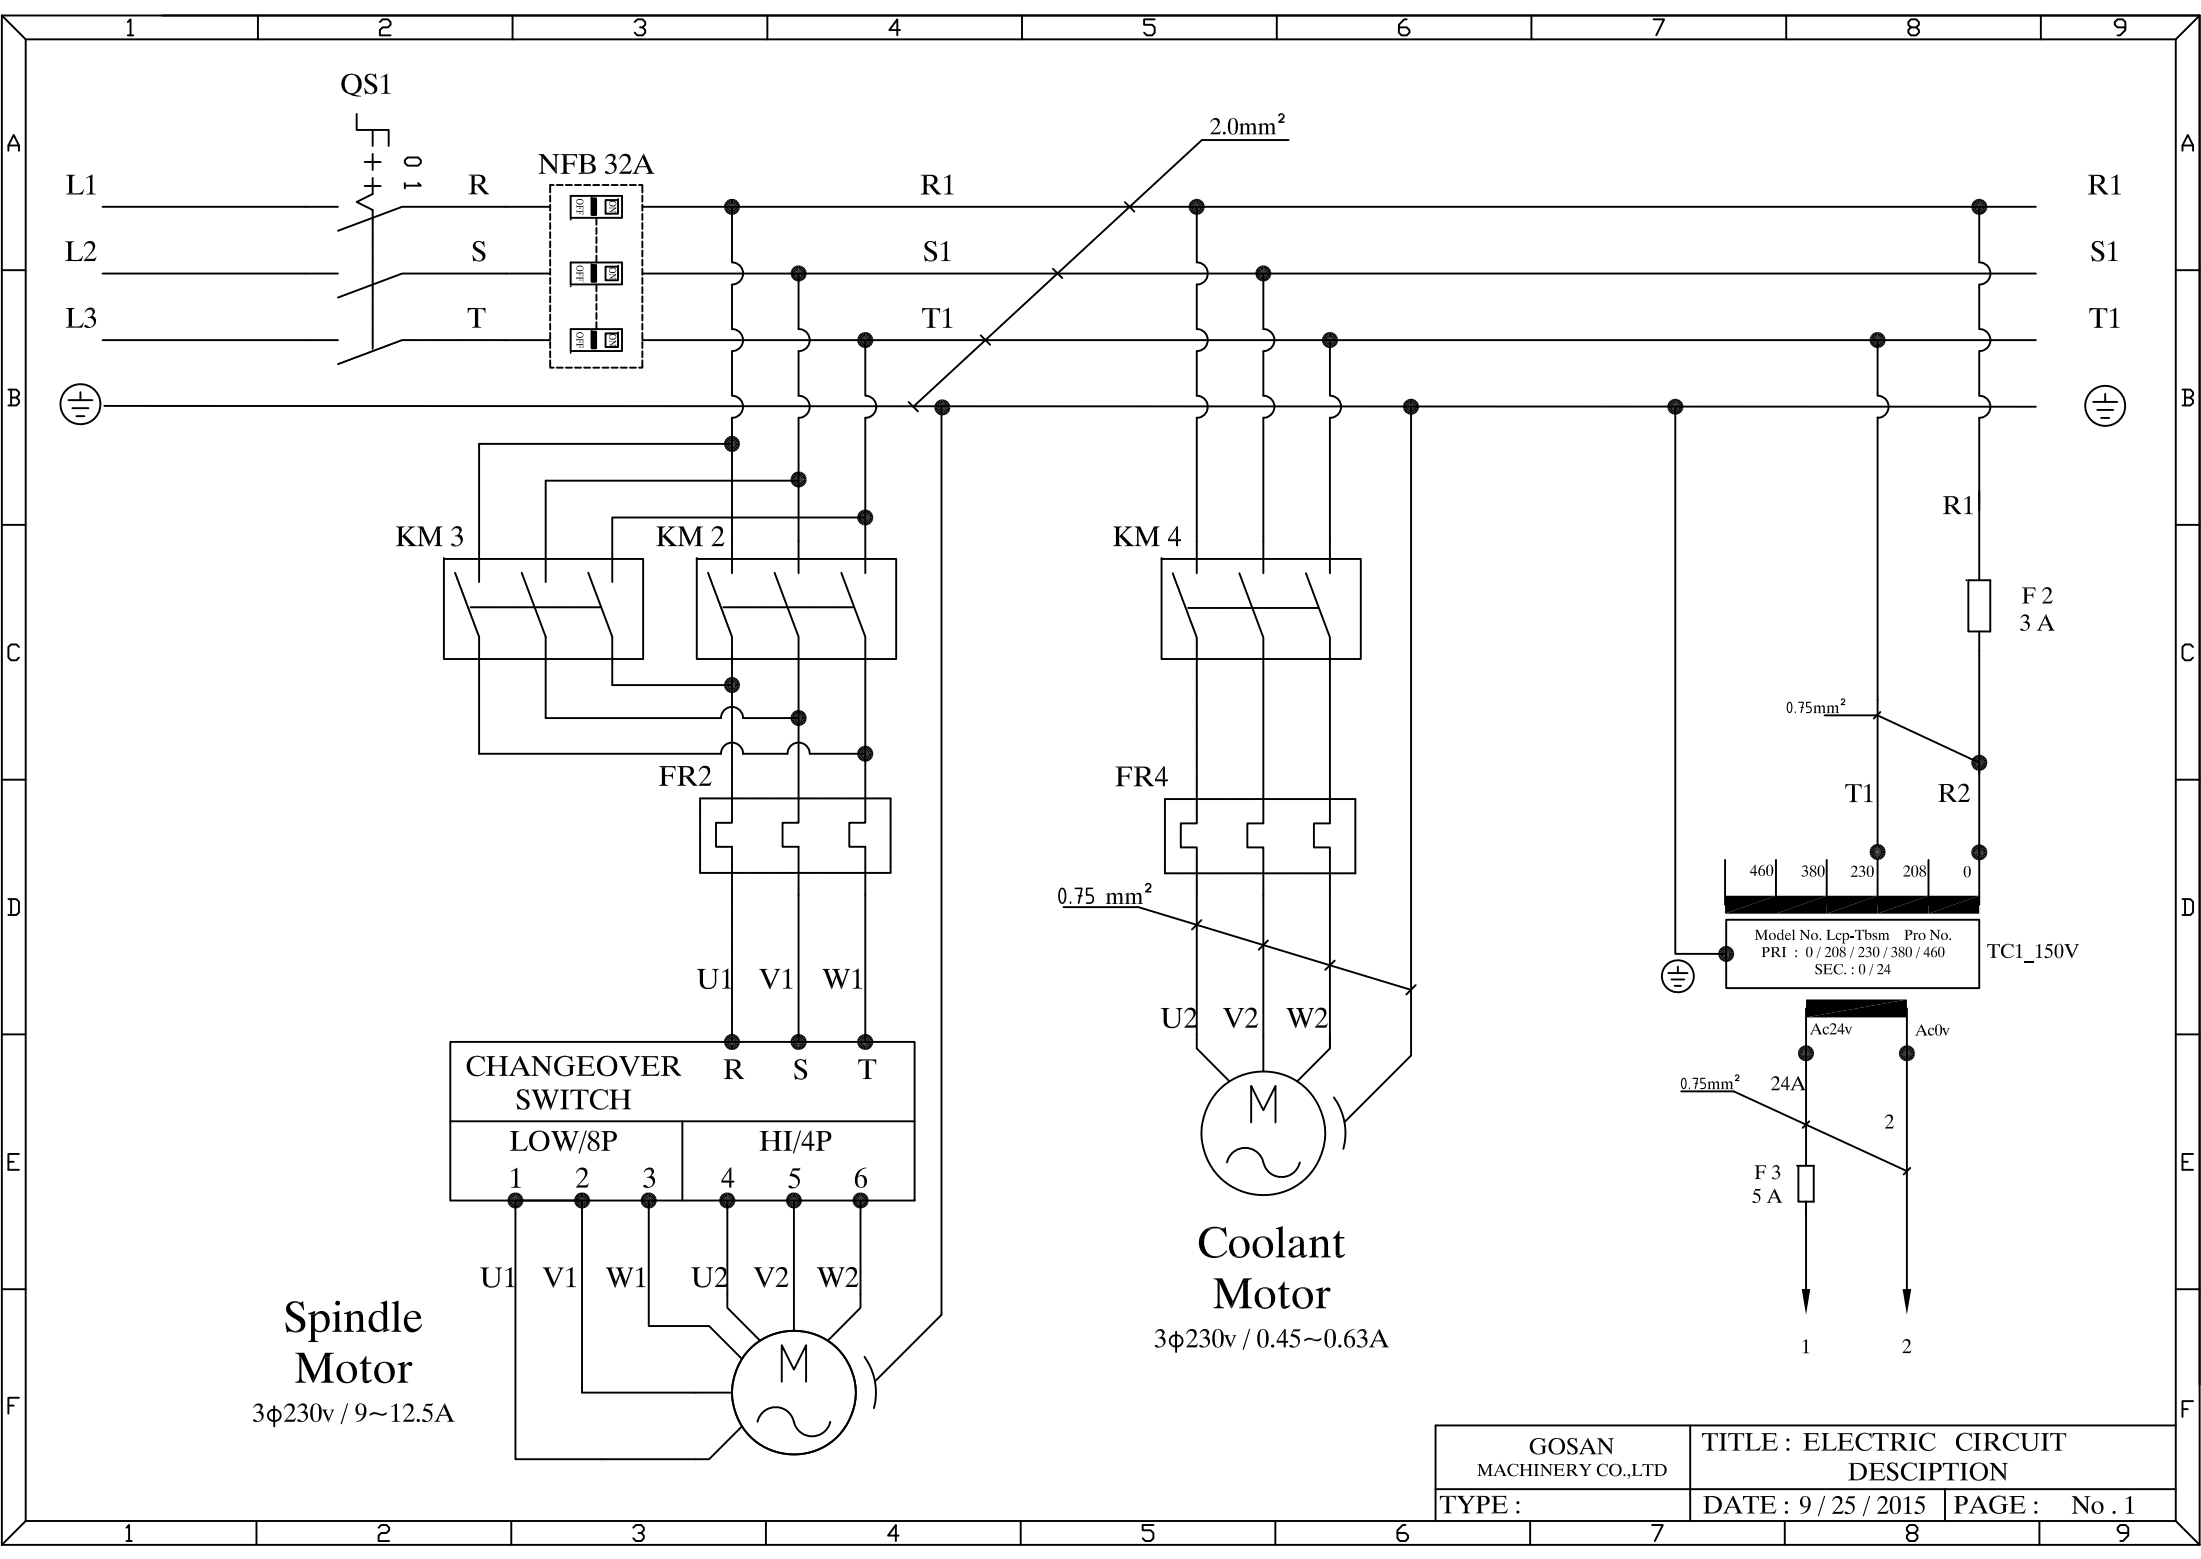 1 2 3 4 5 6 7 8 9
QS1
A A
2.0mm²
0 1
NFB 32A
L1 R R1 R1
OFF ON
L2 S S1 S1
OFF ON
L3 T T1 T1
OFF ON
B B
R1
KM 3 KM 2 KM 4
F 2
3 A
C C
0.75mm²
FR2 FR4
T1 R2
460 380 230 208 0
0.75 mm²
D D
Model No. Lcp-Tbsm Pro No.
PRI : 0 / 208 / 230 / 380 / 460
SEC. : 0 / 24
TC1_150V
U1 V1 W1
U2 V2 W2
Ac24v Ac0v
CHANGEOVER
SWITCH
R S T
0.75mm² 24A
2
M
LOW/8P HI/4P
1 2 3 4 5 6
E E
F 3
5 A
Coolant
Motor
3ϕ230v / 0.45~0.63A
U1 V1 W1 U2 V2 W2
Spindle
Motor
3ϕ230v / 9~12.5A
M
1 2
F F
GOSAN
MACHINERY CO.,LTD
TITLE : ELECTRIC CIRCUIT
DESCIPTION
TYPE :
DATE : 9 / 25 / 2015
PAGE : No . 1
1 2 3 4 5 6 7 8 9